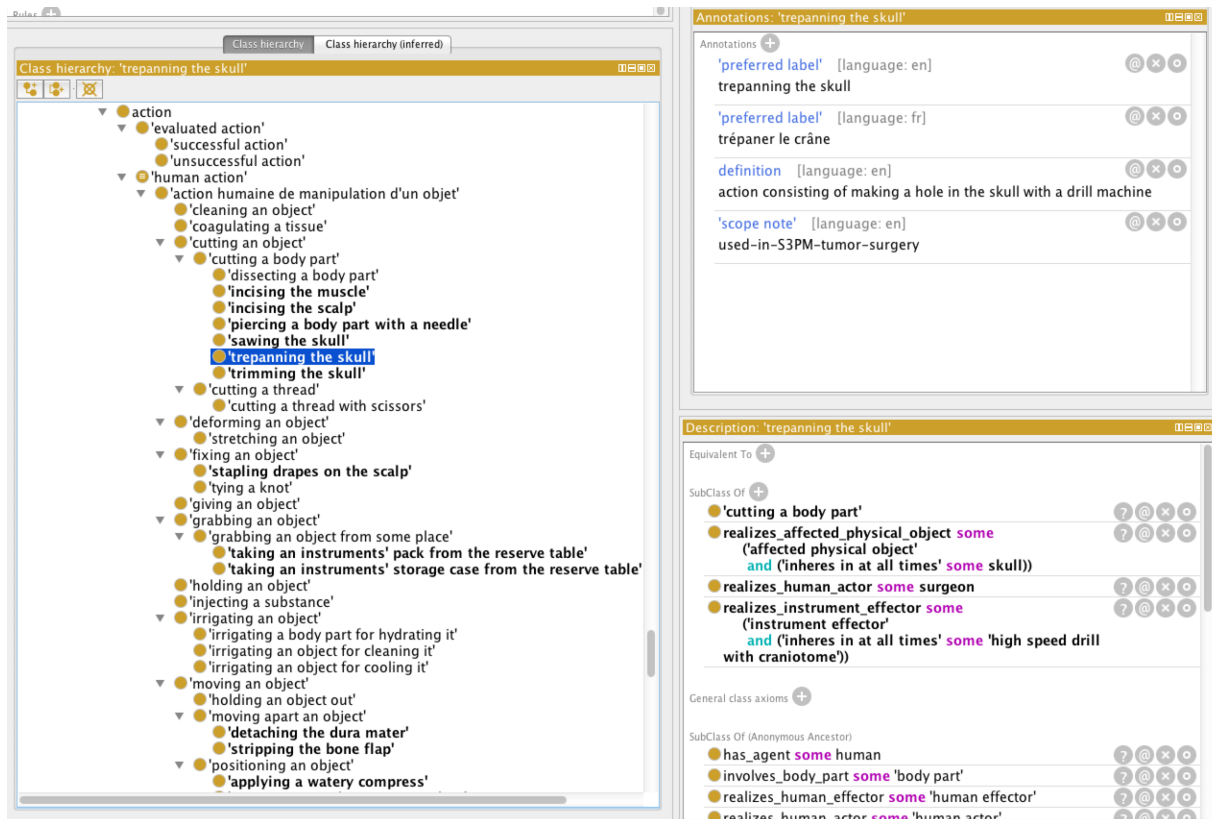 Rules
Class hierarchy Class hierarchy (inferred)
Class hierarchy: 'trepanning the skull'
action
'evaluated action'
'successful action'
'unsuccessful action'
'human action'
'action humaine de manipulation d'un objet'
'cleaning an object'
'coagulating a tissue'
'cutting an object'
'cutting a body part'
'dissecting a body part'
'incising the muscle'
'incising the scalp'
'piercing a body part with a needle'
'sawing the skull'
'trepanning the skull'
'trimming the skull'
'cutting a thread'
'cutting a thread with scissors'
'deforming an object'
'stretching an object'
'fixing an object'
'stapling drapes on the scalp'
'tying a knot'
'giving an object'
'grabbing an object'
'grabbing an object from some place'
'taking an instruments' pack from the reserve table'
'taking an instruments' storage case from the reserve table'
'holding an object'
'injecting a substance'
'irrigating an object'
'irrigating a body part for hydrating it'
'irrigating an object for cleaning it'
'irrigating an object for cooling it'
'moving an object'
'holding an object out'
'moving apart an object'
'detaching the dura mater'
'stripping the bone flap'
'positioning an object'
'applying a watery compress'
Annotations: 'trepanning the skull'
Annotations
'preferred label' [language: en]
trepanning the skull
'preferred label' [language: fr]
trépaner le crâne
definition [language: en]
action consisting of making a hole in the skull with a drill machine
'scope note' [language: en]
used-in-S3PM-tumor-surgery
Description: 'trepanning the skull'
Equivalent To
SubClass Of
'cutting a body part'
realizes_affected_physical_object some
('affected physical object'
and ('inheres in at all times' some skull))
realizes_human_actor some surgeon
realizes_instrument_effector some
('instrument effector'
and ('inheres in at all times' some 'high speed drill
with craniotome'))
General class axioms
SubClass Of (Anonymous Ancestor)
has_agent some human
involves_body_part some 'body part'
realizes_human_effector some 'human effector'
realizes_human_actor some 'human actor'